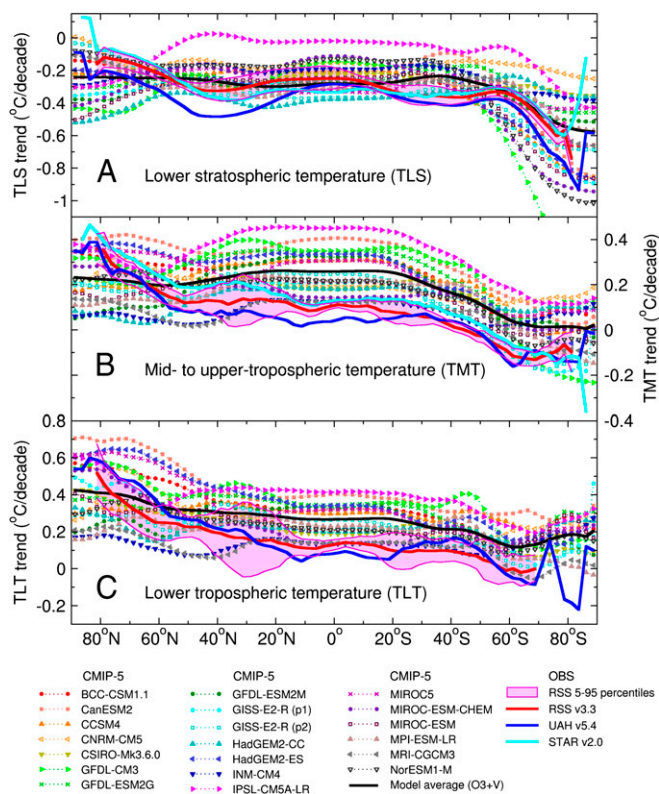 0
-0.2
-0.4
-0.6
-0.8
-1
TLS trend (°C/decade)
A Lower stratospheric temperature (TLS)
0.4
0.2
0
-0.2
-0.4
TMT trend (°C/decade)
B Mid- to upper-tropospheric temperature (TMT)
0.8
0.6
0.4
0.2
0
-0.2
TLT trend (°C/decade)
C Lower tropospheric temperature (TLT)
80°N 60°N 40°N 20°N 0° 20°S 40°S 60°S 80°S
CMIP-5
BCC-CSM1.1
CanESM2
CCSM4
CNRM-CM5
CSIRO-Mk3.6.0
GFDL-CM3
GFDL-ESM2G
CMIP-5
GFDL-ESM2M
GISS-E2-R (p1)
GISS-E2-R (p2)
HadGEM2-CC
HadGEM2-ES
INM-CM4
IPSL-CM5A-LR
CMIP-5
MIROC5
MIROC-ESM-CHEM
MIROC-ESM
MPI-ESM-LR
MRI-CGCM3
NorESM1-M
Model average (O3+V)
OBS
RSS 5-95 percentiles
RSS v3.3
UAH v5.4
STAR v2.0